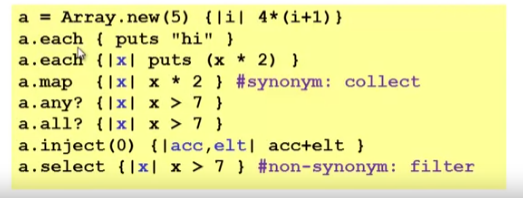 a = Array.new(5) {|i| 4*(i+1)}
a.each { puts "hi" }
a.each {|x| puts (x * 2) }
a.map {|x| x * 2 } #synonym: collect
a.any? {|x| x > 7 }
a.all? {|x| x > 7 }
a.inject(0) {|acc,elt| acc+elt }
a.select {|x| x > 7 } #non-synonym: filter